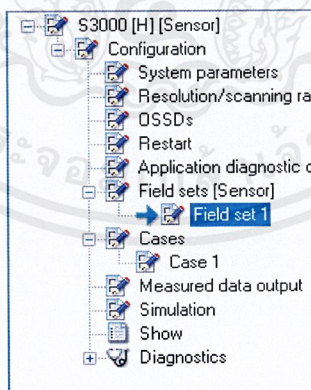 S3000 [H] [Sensor]
Configuration
System parameters
Resolution/scanning ra
OSSDs
Restart
Application diagnostic o
Field sets [Sensor]
Field set 1
Cases
Case 1
Measured data output
Simulation
Show
Diagnostics